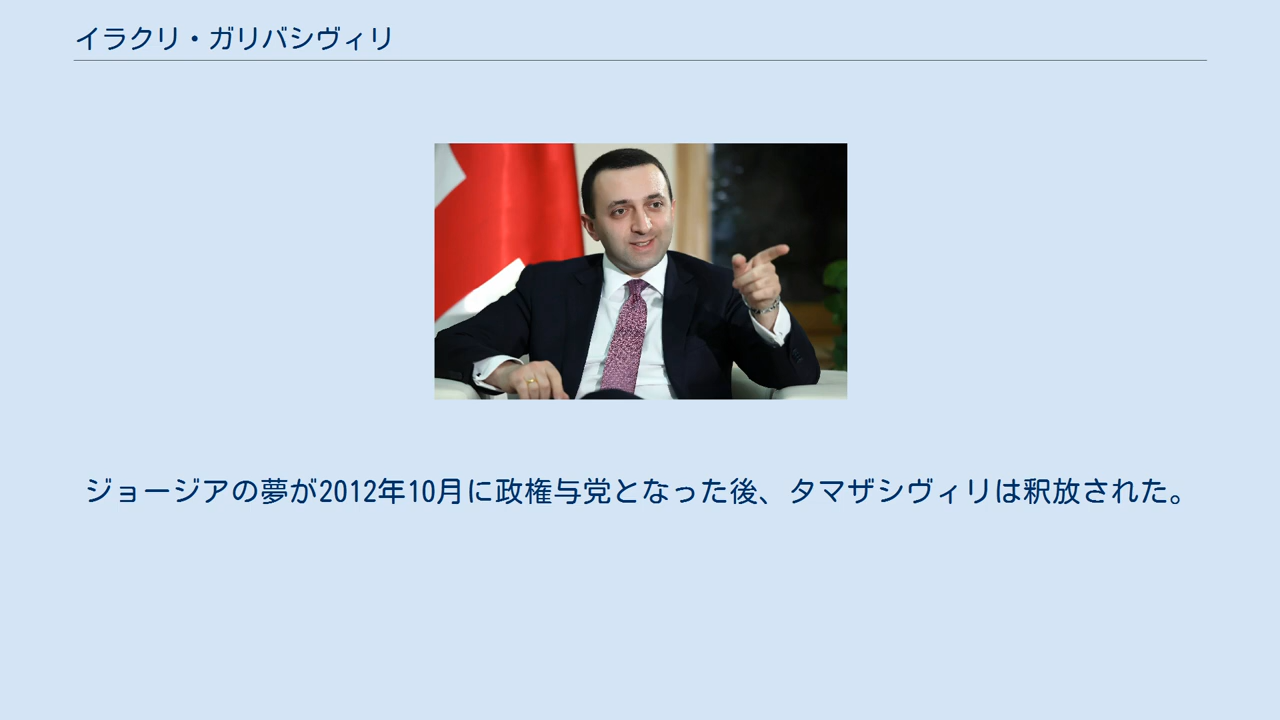 イラクリ・ガリバシヴィリ
ジョージアの夢が2012年10月に政権与党となった後、タマザシヴィリは釈放された。